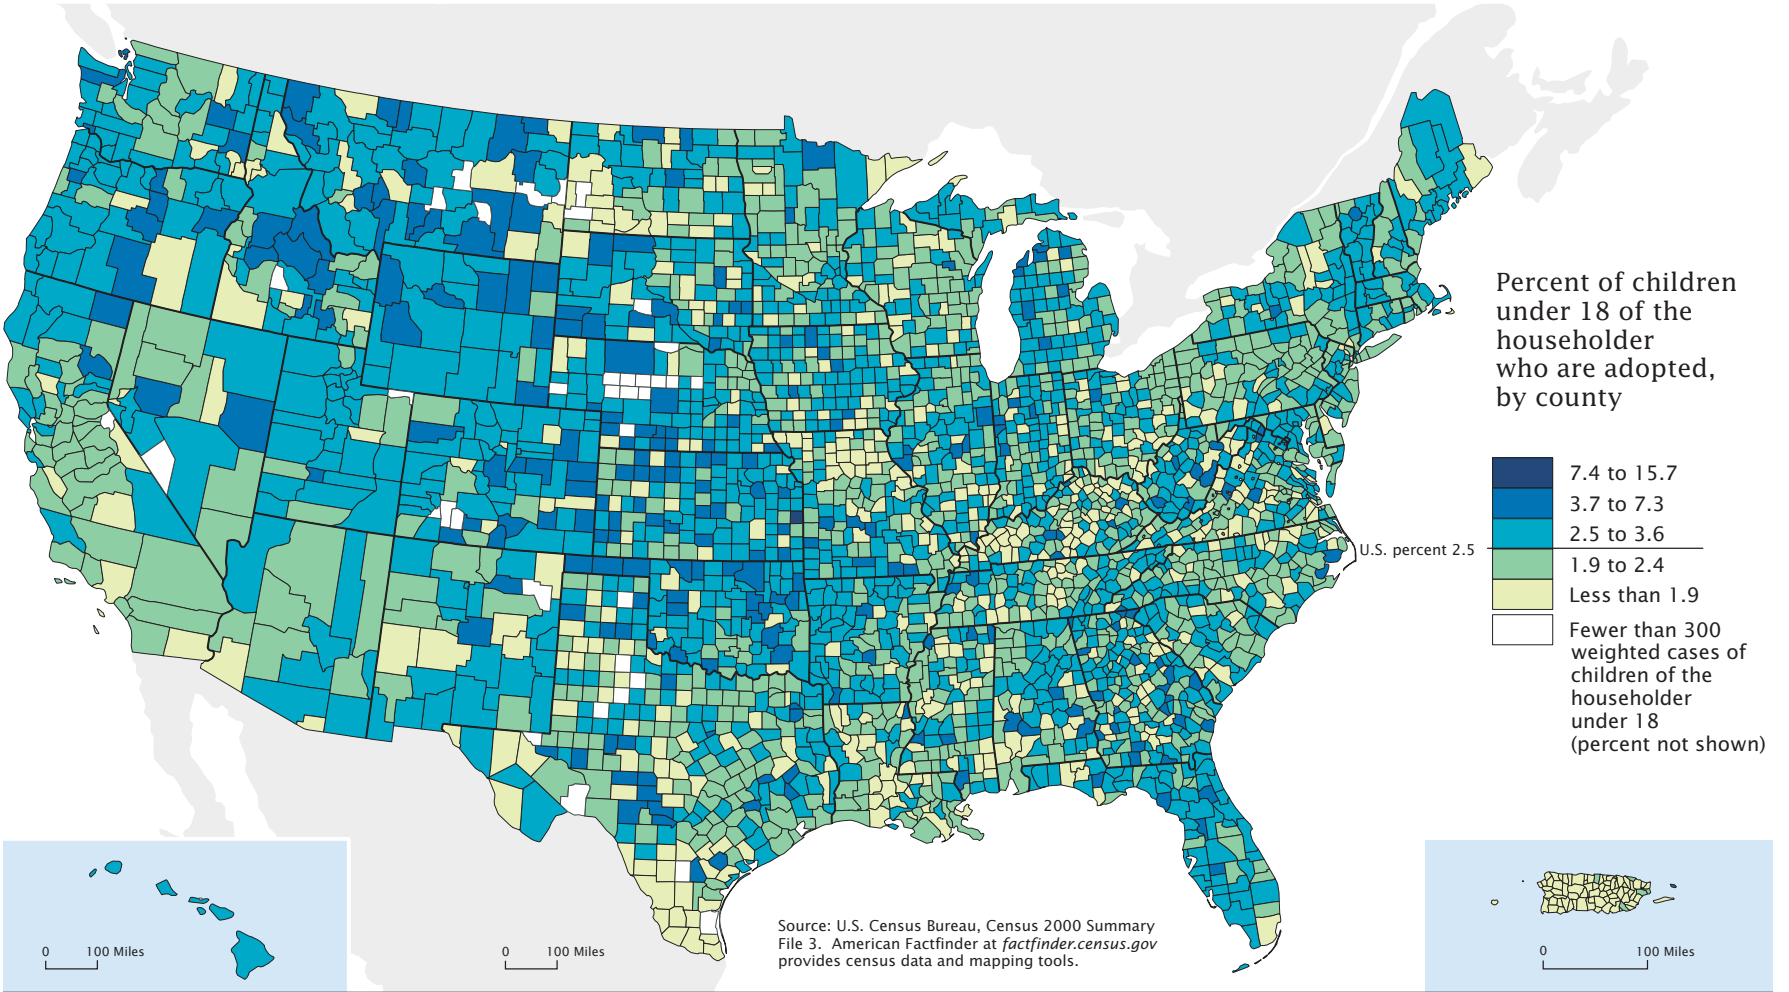 Percent of children
under 18 of the
householder
who are adopted,
by county
7.4 to 15.7
3.7 to 7.3
2.5 to 3.6
U.S. percent 2.5
1.9 to 2.4
Less than 1.9
Fewer than 300
weighted cases of
children of the
householder
under 18
(percent not shown)
0 100 Miles
0 100 Miles
Source: U.S. Census Bureau, Census 2000 Summary
File 3. American Factfinder at factfinder.census.gov
provides census data and mapping tools.
0 100 Miles